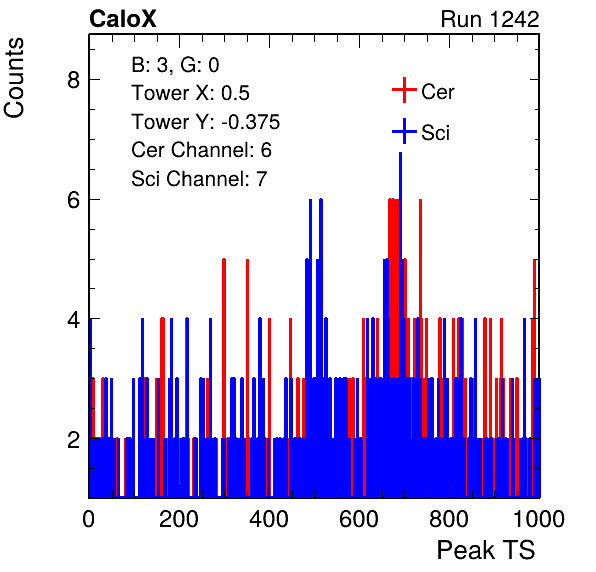 CaloX Run 1242
Counts
8
6
4
2
B: 3, G: 0
Tower X: 0.5
Tower Y: -0.375
Cer Channel: 6
Sci Channel: 7
Cer
Sci
0 200 400 600 800 1000
Peak TS